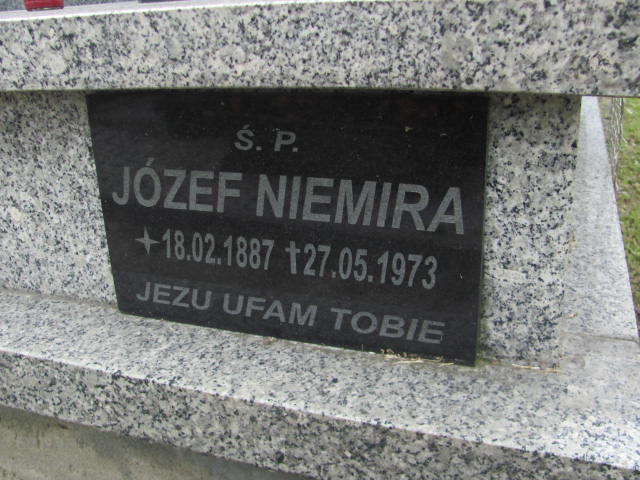 Ś. P.
JÓZEF NIEMIRA
18.02.1887 †27.05.1973
JEZU UFAM TOBIE